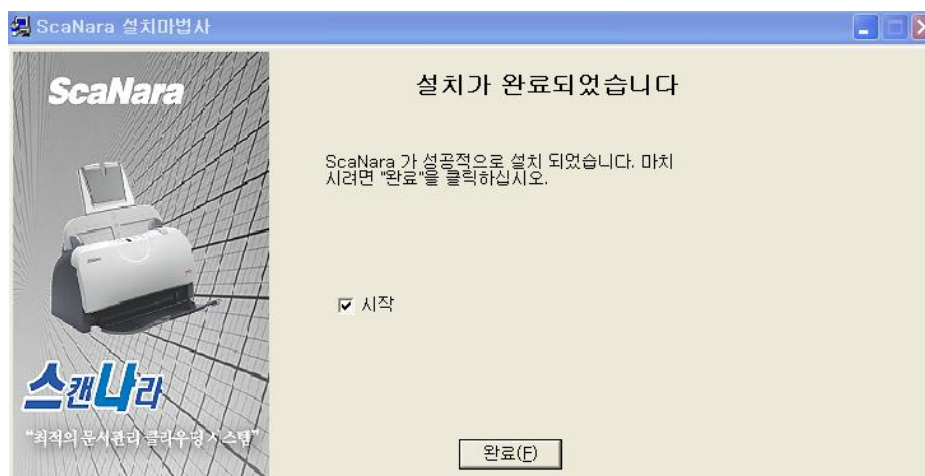 ScaNara 설치마법사
ScaNara
설치가 완료되었습니다
ScaNara 가 성공적으로 설치 되었습니다. 마치
시려면 "완료"를 클릭하십시오.
시작
스캔나라
"최적의 문서관리 클라우딩 시스템"
완료(F)